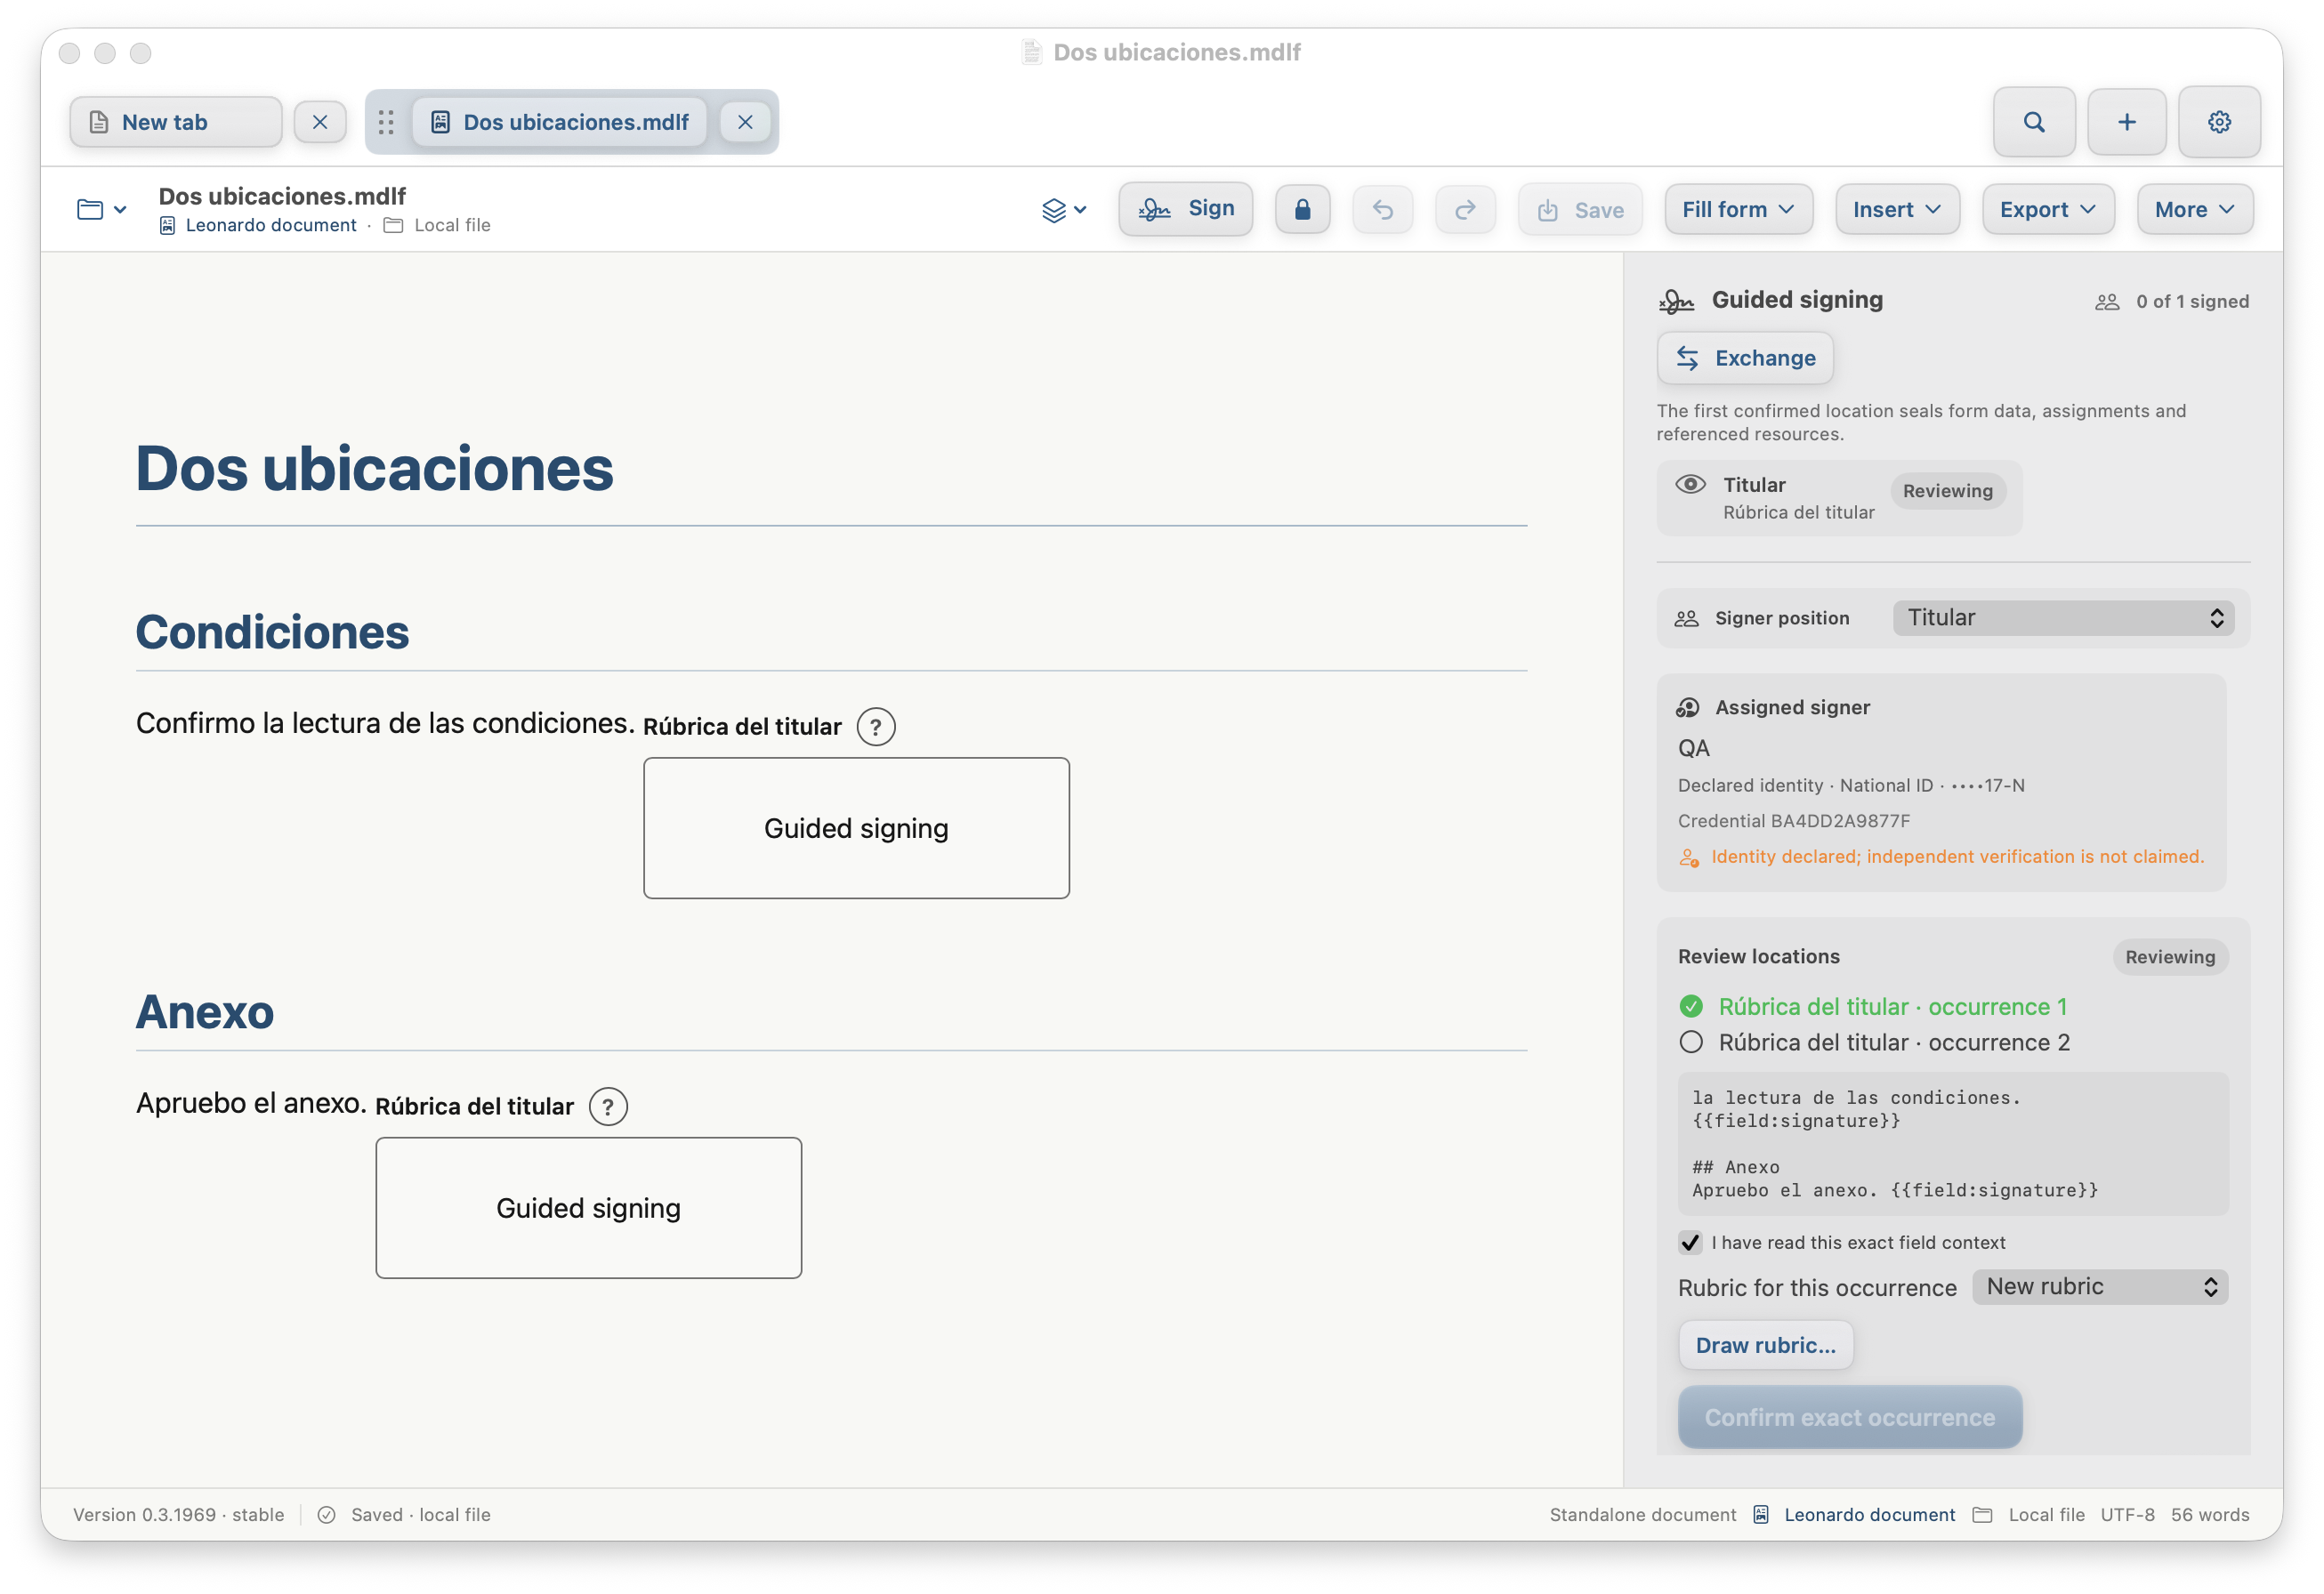 Dos ubicaciones.mdlf
New tab
Dos ubicaciones.mdlf
Dos ubicaciones.mdlf
Leonardo document · Local file
Sign
Save
Fill form
Insert
Export
More
Dos ubicaciones
Condiciones
Confirmo la lectura de las condiciones. Rúbrica del titular ?
Guided signing
Anexo
Apruebo el anexo. Rúbrica del titular ?
Guided signing
Guided signing
0 of 1 signed
Exchange
The first confirmed location seals form data, assignments and
referenced resources.
Titular
Rúbrica del titular
Reviewing
Signer position
Titular
Assigned signer
QA
Declared identity · National ID · ••••17-N
Credential BA4DD2A9877F
Identity declared; independent verification is not claimed.
Review locations
Reviewing
Rúbrica del titular · occurrence 1
Rúbrica del titular · occurrence 2
la lectura de las condiciones.
{{field:signature}}
## Anexo
Apruebo el anexo. {{field:signature}}
I have read this exact field context
Rubric for this occurrence
New rubric
Draw rubric...
Confirm exact occurrence
Version 0.3.1969 · stable
Saved · local file
Standalone document
Leonardo document
Local file
UTF-8
56 words